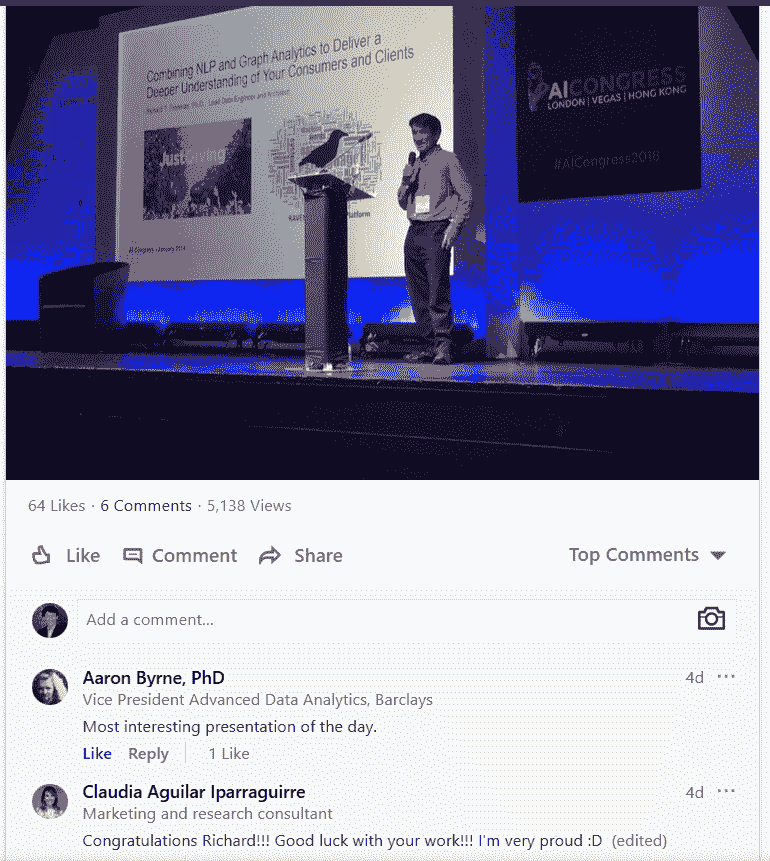 Combining NLP and Graph Analytics to Deliver a
Deeper Understanding of Your Consumers and Clients
Richard T. Freeman, Ph.D., Lead Data Engineer and Architect
JustGiving
AI Congress - January 2018
AICONGRESS
LONDON | VEGAS | HONG KONG
#AICongress2018
64 Likes · 6 Comments · 5,138 Views
Like Comment Share Top Comments
Add a comment...
Aaron Byrne, PhD 4d
Vice President Advanced Data Analytics, Barclays
Most interesting presentation of the day.
Like Reply 1 Like
Claudia Aguilar Iparraguirre 4d
Marketing and research consultant
Congratulations Richard!!! Good luck with your work!!! I'm very proud :D (edited)